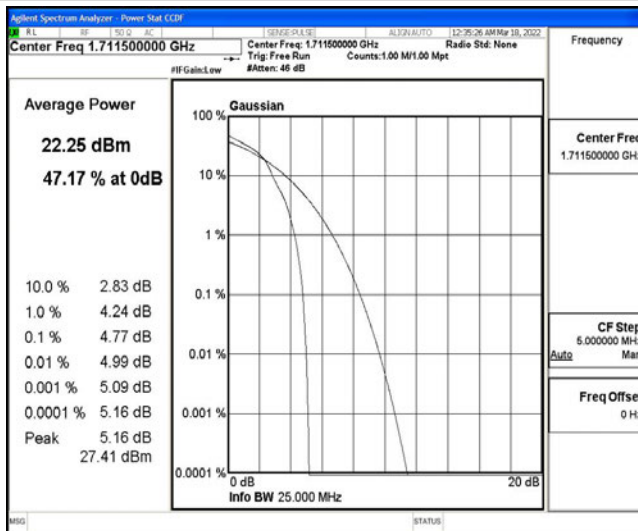 Agilent Spectrum Analyzer - Power Stat CCDF
RL RF 50 Ω AC SENSE:PULSE ALIGN AUTO 12:35:26 AM Mar 18, 2022
Center Freq 1.711500000 GHz
Center Freq: 1.711500000 GHz Radio Std: None
Trig: Free Run Counts:1.00 M/1.00 Mpt
#IFGain:Low #Atten: 46 dB
Frequency
Average Power
22.25 dBm
47.17 % at 0dB
10.0 % 2.83 dB
1.0 % 4.24 dB
0.1 % 4.77 dB
0.01 % 4.99 dB
0.001 % 5.09 dB
0.0001 % 5.16 dB
Peak 5.16 dB
27.41 dBm
Gaussian
100 %
10 %
1 %
0.1 %
0.01 %
0.001 %
0.0001 %
0 dB 20 dB
Info BW 25.000 MHz
Center Freq
1.711500000 GHz
CF Step
5.000000 MHz
Auto Man
Freq Offse
0 Hz
MSG STATUS